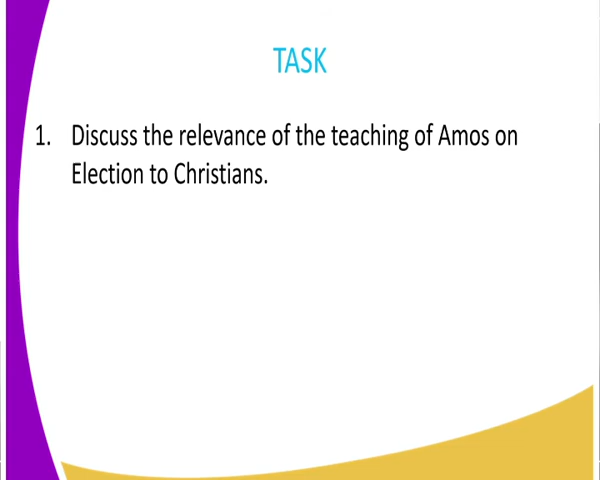 TASK
1. Discuss the relevance of the teaching of Amos on
Election to Christians.